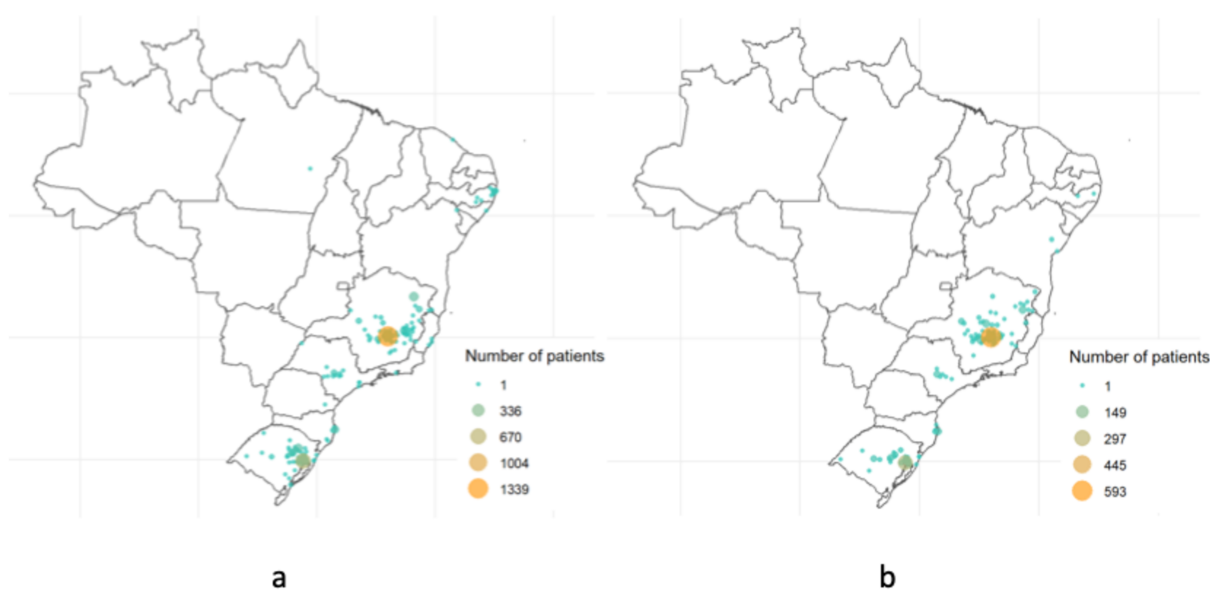 Number of patients
1
336
670
1004
1339
Number of patients
1
149
297
445
593
a
b